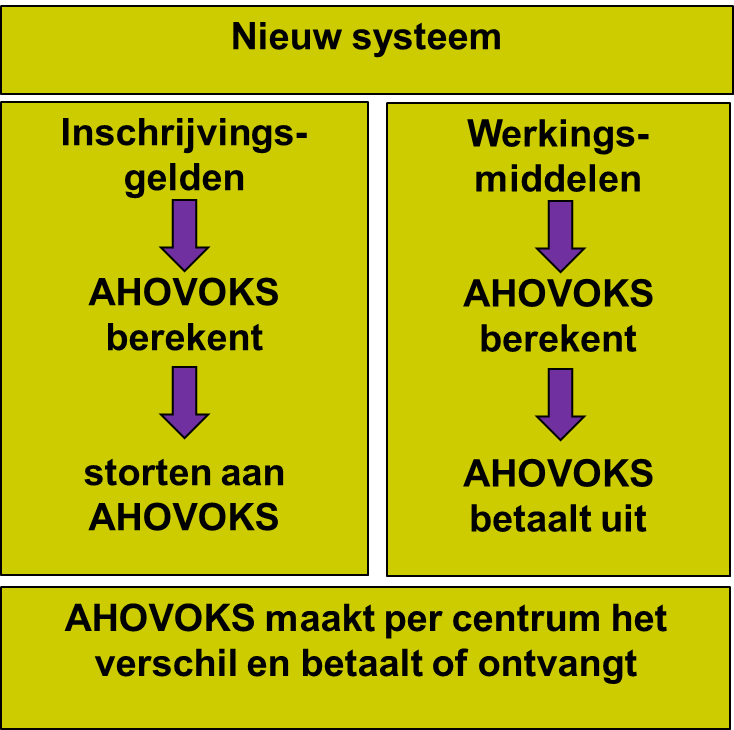 Nieuw systeem
Inschrijvings-
gelden
AHOVOKS
berekent
storten aan
AHOVOKS
Werkings-
middelen
AHOVOKS
berekent
AHOVOKS
betaalt uit
AHOVOKS maakt per centrum het
verschil en betaalt of ontvangt